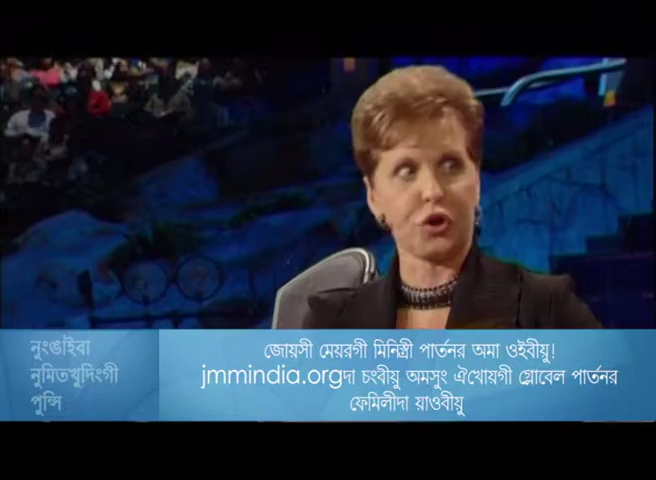 নুংঙাইবা
নুমিতখুদিংগী
পুন্সি
জোয়সী মেয়রগী মিনিস্ত্রী পার্তনর অমা ওইবীয়ু!
jmmindia.orgদা চংবীয়ু অমসুং ঐখোয়গী গ্লোবেল পার্তনর
ফেমিলীদা য়াওবীয়ু